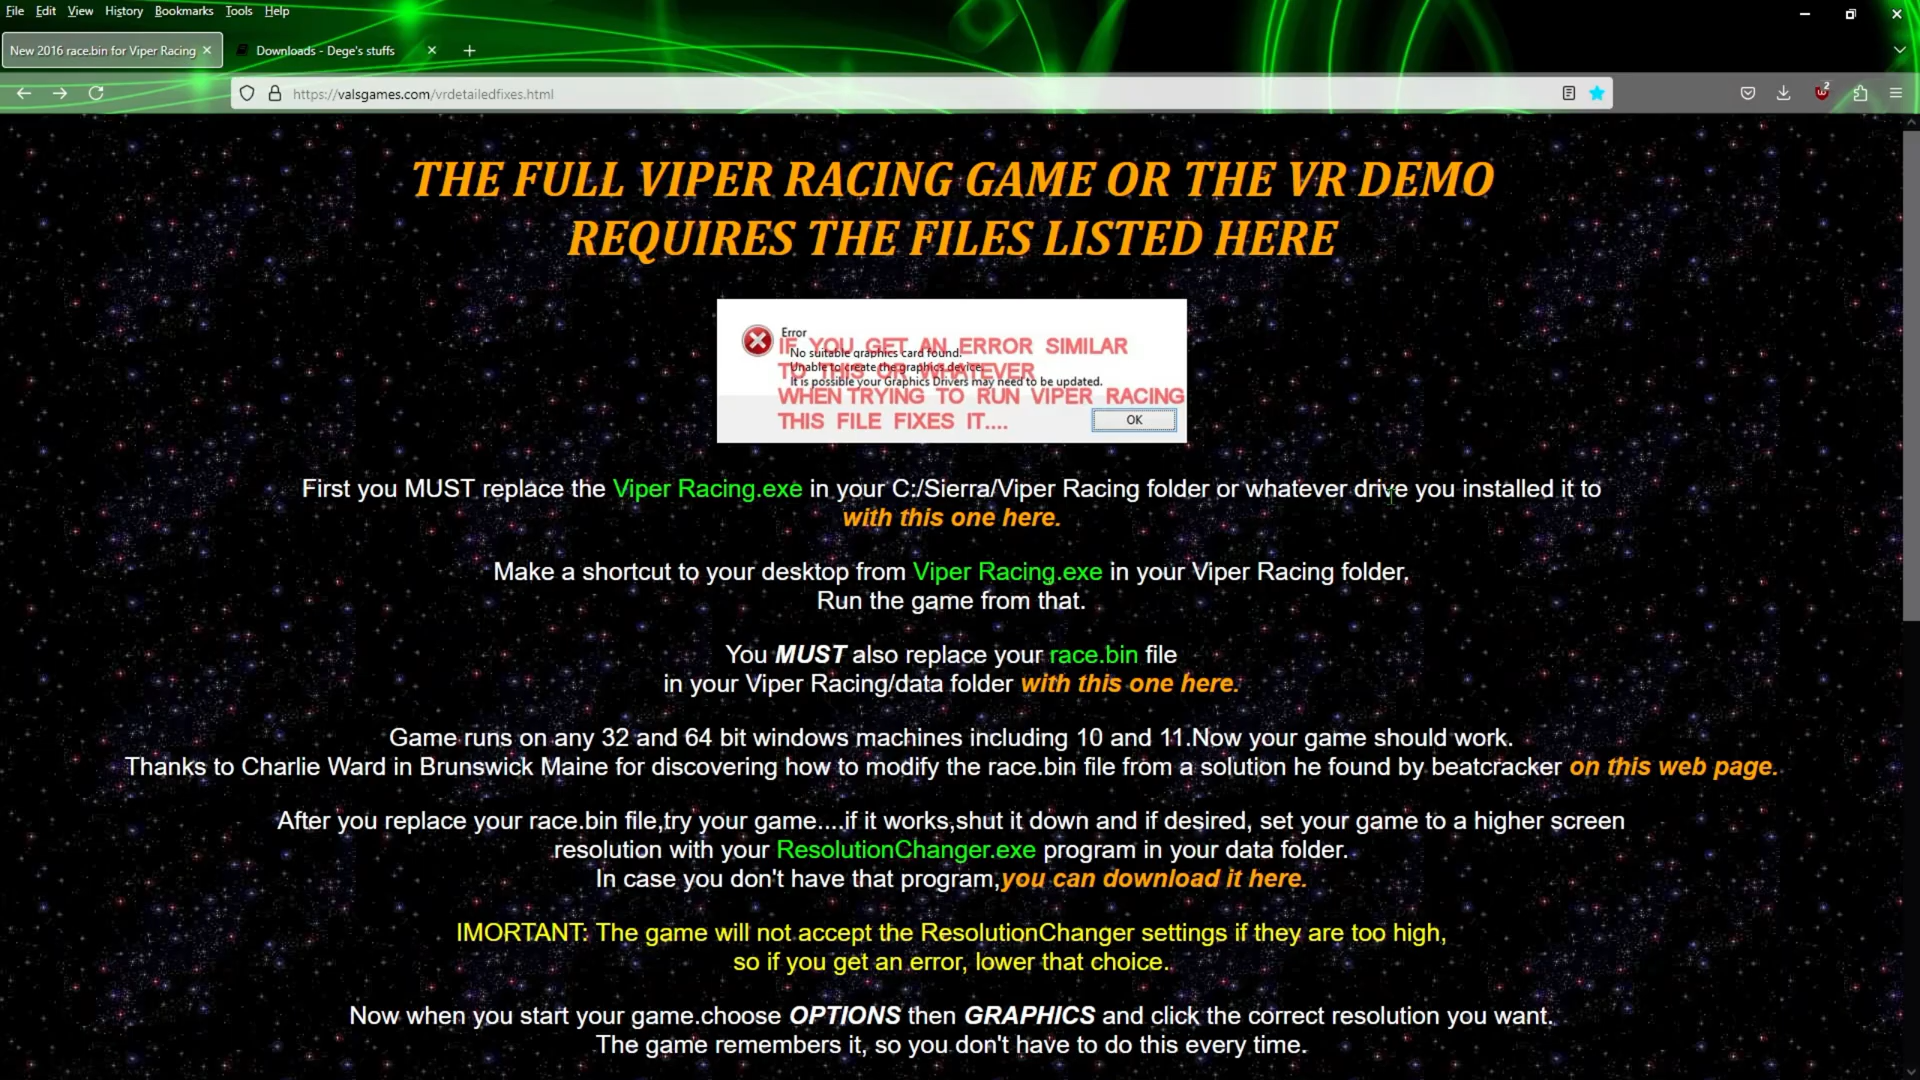 File Edit View History Bookmarks Tools Help
New 2016 race.bin for Viper Racing
Downloads - Dege's stuffs
https://valsgames.com/vrdetailedfixes.html
2
THE FULL VIPER RACING GAME OR THE VR DEMO
REQUIRES THE FILES LISTED HERE
Error
IF YOU GET AN ERROR SIMILAR
No suitable graphics card found.
TO THIS OR WHATEVER
Unable to create the graphics device.
It is possible your Graphics Drivers may need to be updated.
WHEN TRYING TO RUN VIPER RACING
THIS FILE FIXES IT....
OK
First you MUST replace the Viper Racing.exe in your C:/Sierra/Viper Racing folder or whatever drive you installed it to
with this one here.
Make a shortcut to your desktop from Viper Racing.exe in your Viper Racing folder.
Run the game from that.
You MUST also replace your race.bin file
in your Viper Racing/data folder with this one here.
Game runs on any 32 and 64 bit windows machines including 10 and 11.Now your game should work.
Thanks to Charlie Ward in Brunswick Maine for discovering how to modify the race.bin file from a solution he found by beatcracker on this web page.
After you replace your race.bin file,try your game....if it works,shut it down and if desired, set your game to a higher screen
resolution with your ResolutionChanger.exe program in your data folder.
In case you don't have that program,you can download it here.
IMORTANT: The game will not accept the ResolutionChanger settings if they are too high,
so if you get an error, lower that choice.
Now when you start your game.choose OPTIONS then GRAPHICS and click the correct resolution you want.
The game remembers it, so you don't have to do this every time.